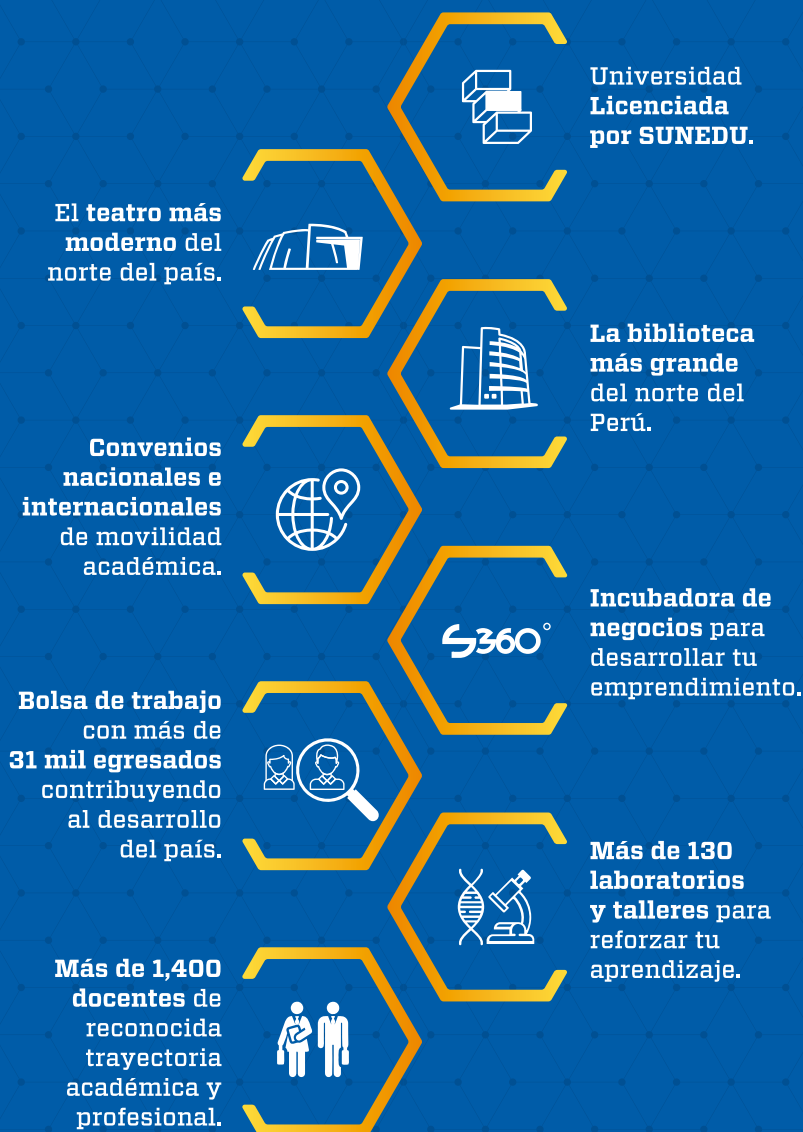 Universidad
Licenciada
por SUNEDU.
El teatro más
moderno del
norte del país.
La biblioteca
más grande
del norte del
Perú.
Convenios
nacionales e
internacionales
de movilidad
académica.
S360°
Incubadora de
negocios para
desarrollar tu
emprendimiento.
Bolsa de trabajo
con más de
31 mil egresados
contribuyendo
al desarrollo
del país.
Más de 130
laboratorios
y talleres para
reforzar tu
aprendizaje.
Más de 1,400
docentes de
reconocida
trayectoria
académica y
profesional.